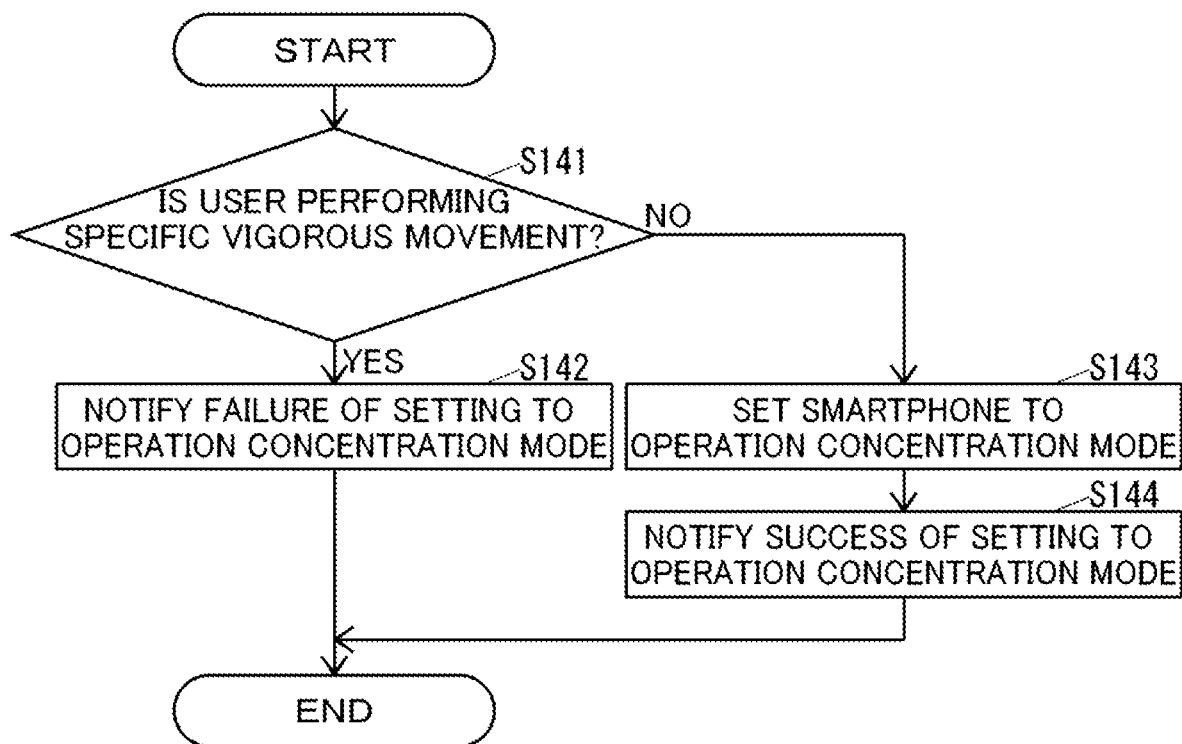 START
S141
IS USER PERFORMING
SPECIFIC VIGOROUS MOVEMENT?
NO
YES
S142
NOTIFY FAILURE OF SETTING TO
OPERATION CONCENTRATION MODE
S143
SET SMARTPHONE TO
OPERATION CONCENTRATION MODE
S144
NOTIFY SUCCESS OF SETTING TO
OPERATION CONCENTRATION MODE
END